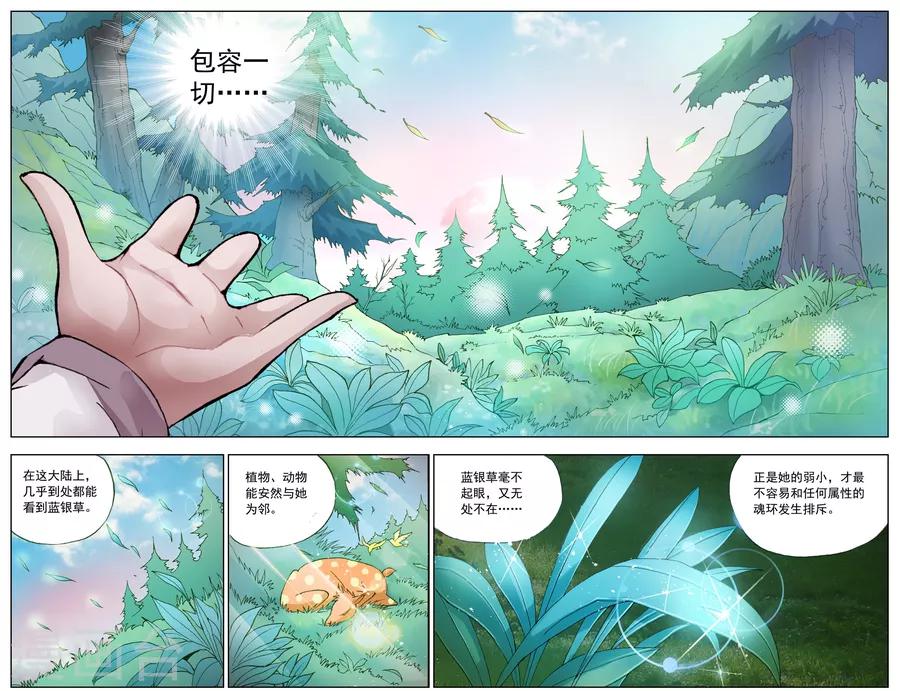 包容一
切……
在这大陆上，
几乎到处都能
看到蓝银草。
植物、动物
能安然与她
为邻。
蓝银草毫不
起眼，又无
处不在……
正是她的弱小，才最
不容易和任何属性的
魂环发生排斥。